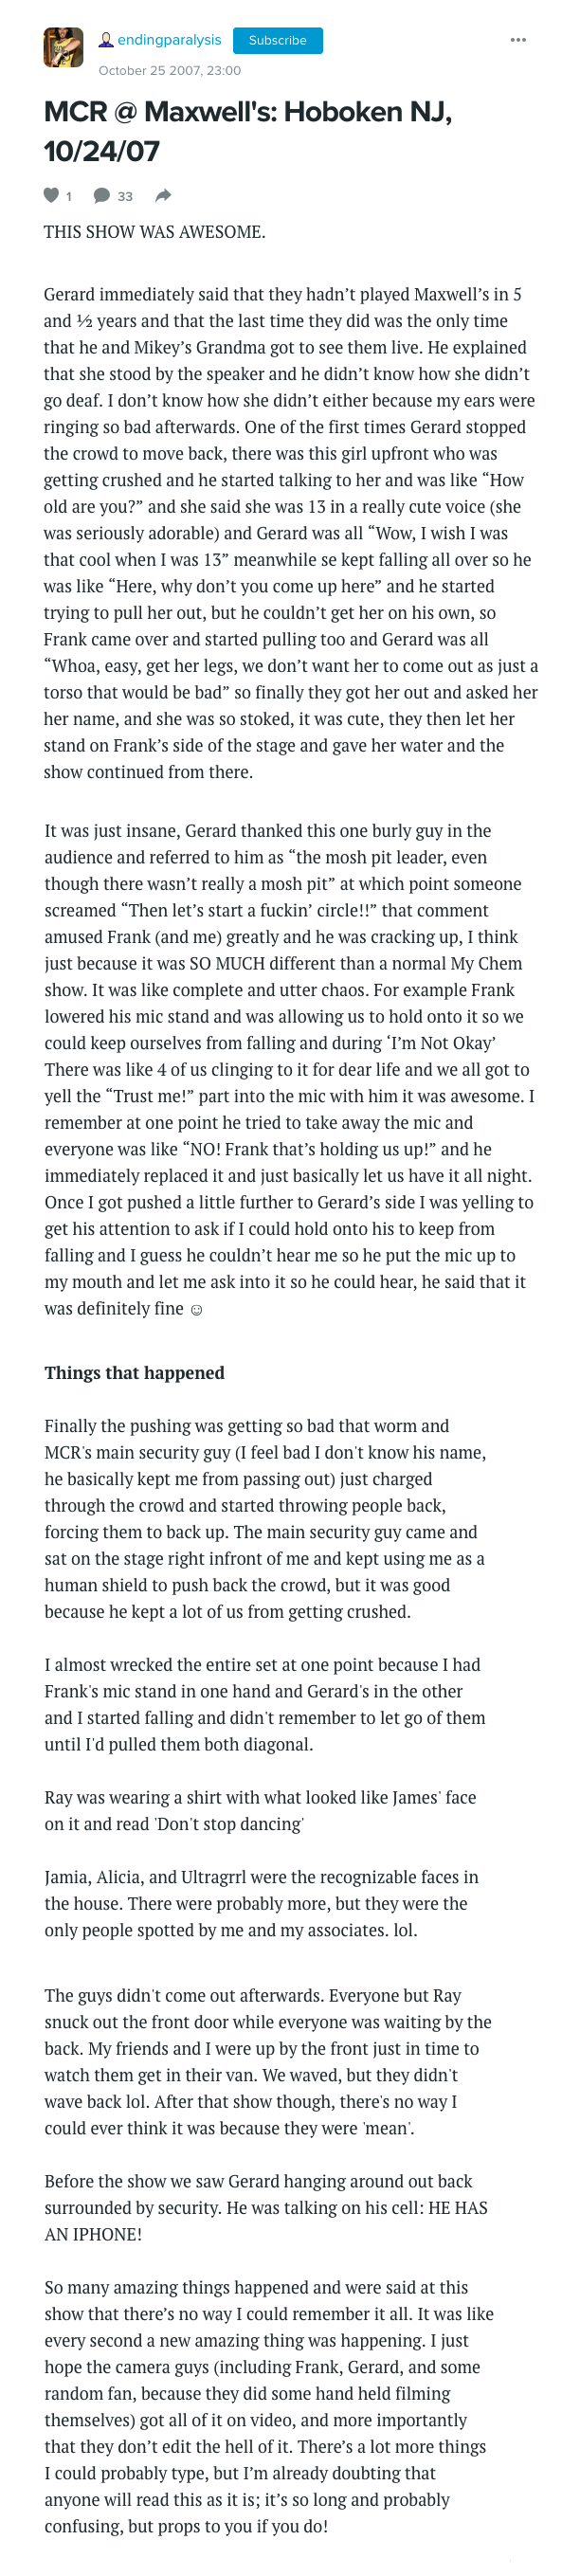 endingparalysis Subscribe
October 25 2007, 23:00
MCR @ Maxwell's: Hoboken NJ,
10/24/07
1 33
THIS SHOW WAS AWESOME.
Gerard immediately said that they hadn’t played Maxwell’s in 5
and ½ years and that the last time they did was the only time
that he and Mikey’s Grandma got to see them live. He explained
that she stood by the speaker and he didn’t know how she didn’t
go deaf. I don’t know how she didn’t either because my ears were
ringing so bad afterwards. One of the first times Gerard stopped
the crowd to move back, there was this girl upfront who was
getting crushed and he started talking to her and was like “How
old are you?” and she said she was 13 in a really cute voice (she
was seriously adorable) and Gerard was all “Wow, I wish I was
that cool when I was 13” meanwhile se kept falling all over so he
was like “Here, why don’t you come up here” and he started
trying to pull her out, but he couldn’t get her on his own, so
Frank came over and started pulling too and Gerard was all
“Whoa, easy, get her legs, we don’t want her to come out as just a
torso that would be bad” so finally they got her out and asked her
her name, and she was so stoked, it was cute, they then let her
stand on Frank’s side of the stage and gave her water and the
show continued from there.
It was just insane, Gerard thanked this one burly guy in the
audience and referred to him as “the mosh pit leader, even
though there wasn’t really a mosh pit” at which point someone
screamed “Then let’s start a fuckin’ circle!!” that comment
amused Frank (and me) greatly and he was cracking up, I think
just because it was SO MUCH different than a normal My Chem
show. It was like complete and utter chaos. For example Frank
lowered his mic stand and was allowing us to hold onto it so we
could keep ourselves from falling and during ‘I’m Not Okay’
There was like 4 of us clinging to it for dear life and we all got to
yell the “Trust me!” part into the mic with him it was awesome. I
remember at one point he tried to take away the mic and
everyone was like “NO! Frank that’s holding us up!” and he
immediately replaced it and just basically let us have it all night.
Once I got pushed a little further to Gerard’s side I was yelling to
get his attention to ask if I could hold onto his to keep from
falling and I guess he couldn’t hear me so he put the mic up to
my mouth and let me ask into it so he could hear, he said that it
was definitely fine ☺
Things that happened
Finally the pushing was getting so bad that worm and
MCR's main security guy (I feel bad I don't know his name,
he basically kept me from passing out) just charged
through the crowd and started throwing people back,
forcing them to back up. The main security guy came and
sat on the stage right infront of me and kept using me as a
human shield to push back the crowd, but it was good
because he kept a lot of us from getting crushed.
I almost wrecked the entire set at one point because I had
Frank's mic stand in one hand and Gerard's in the other
and I started falling and didn't remember to let go of them
until I'd pulled them both diagonal.
Ray was wearing a shirt with what looked like James' face
on it and read 'Don't stop dancing'
Jamia, Alicia, and Ultragrrl were the recognizable faces in
the house. There were probably more, but they were the
only people spotted by me and my associates. lol.
The guys didn't come out afterwards. Everyone but Ray
snuck out the front door while everyone was waiting by the
back. My friends and I were up by the front just in time to
watch them get in their van. We waved, but they didn't
wave back lol. After that show though, there's no way I
could ever think it was because they were 'mean'.
Before the show we saw Gerard hanging around out back
surrounded by security. He was talking on his cell: HE HAS
AN IPHONE!
So many amazing things happened and were said at this
show that there’s no way I could remember it all. It was like
every second a new amazing thing was happening. I just
hope the camera guys (including Frank, Gerard, and some
random fan, because they did some hand held filming
themselves) got all of it on video, and more importantly
that they don’t edit the hell of it. There’s a lot more things
I could probably type, but I’m already doubting that
anyone will read this as it is; it’s so long and probably
confusing, but props to you if you do!